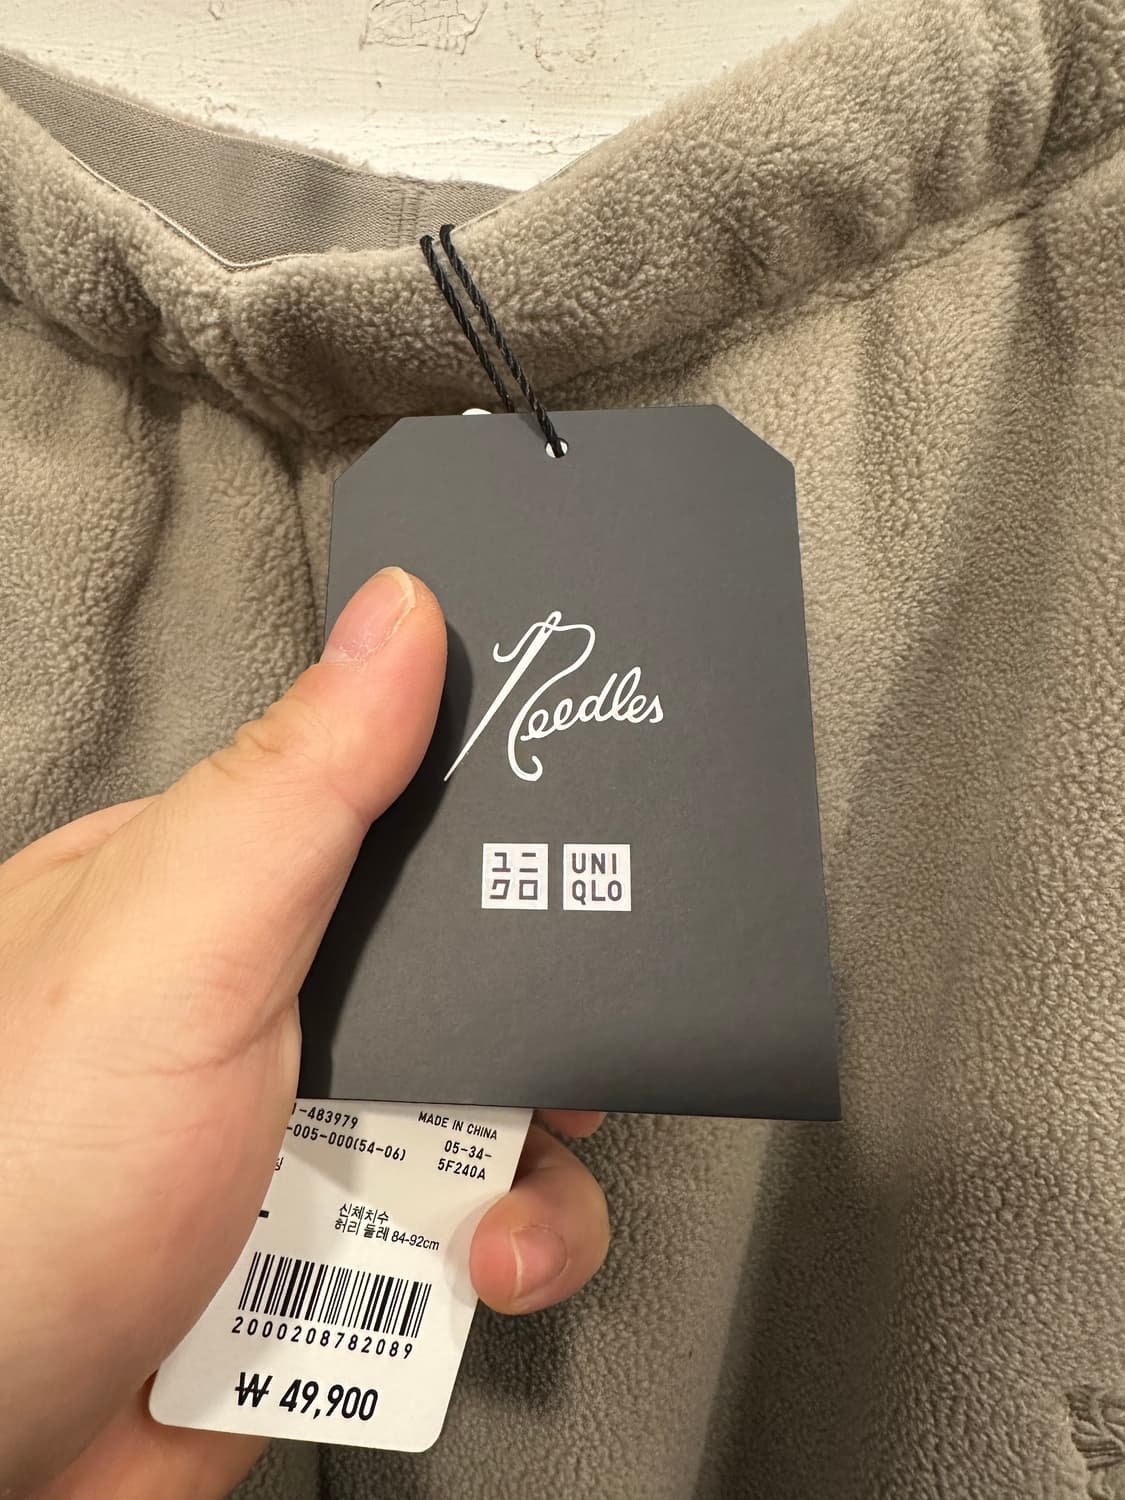 Needles
ユニ
クロ
UNI
QLO
-483979
MADE IN CHINA
-005-000(54-06)
05-34-
5F240A
신체치수
허리 둘레 84-92cm
2000208782089
₩ 49,900